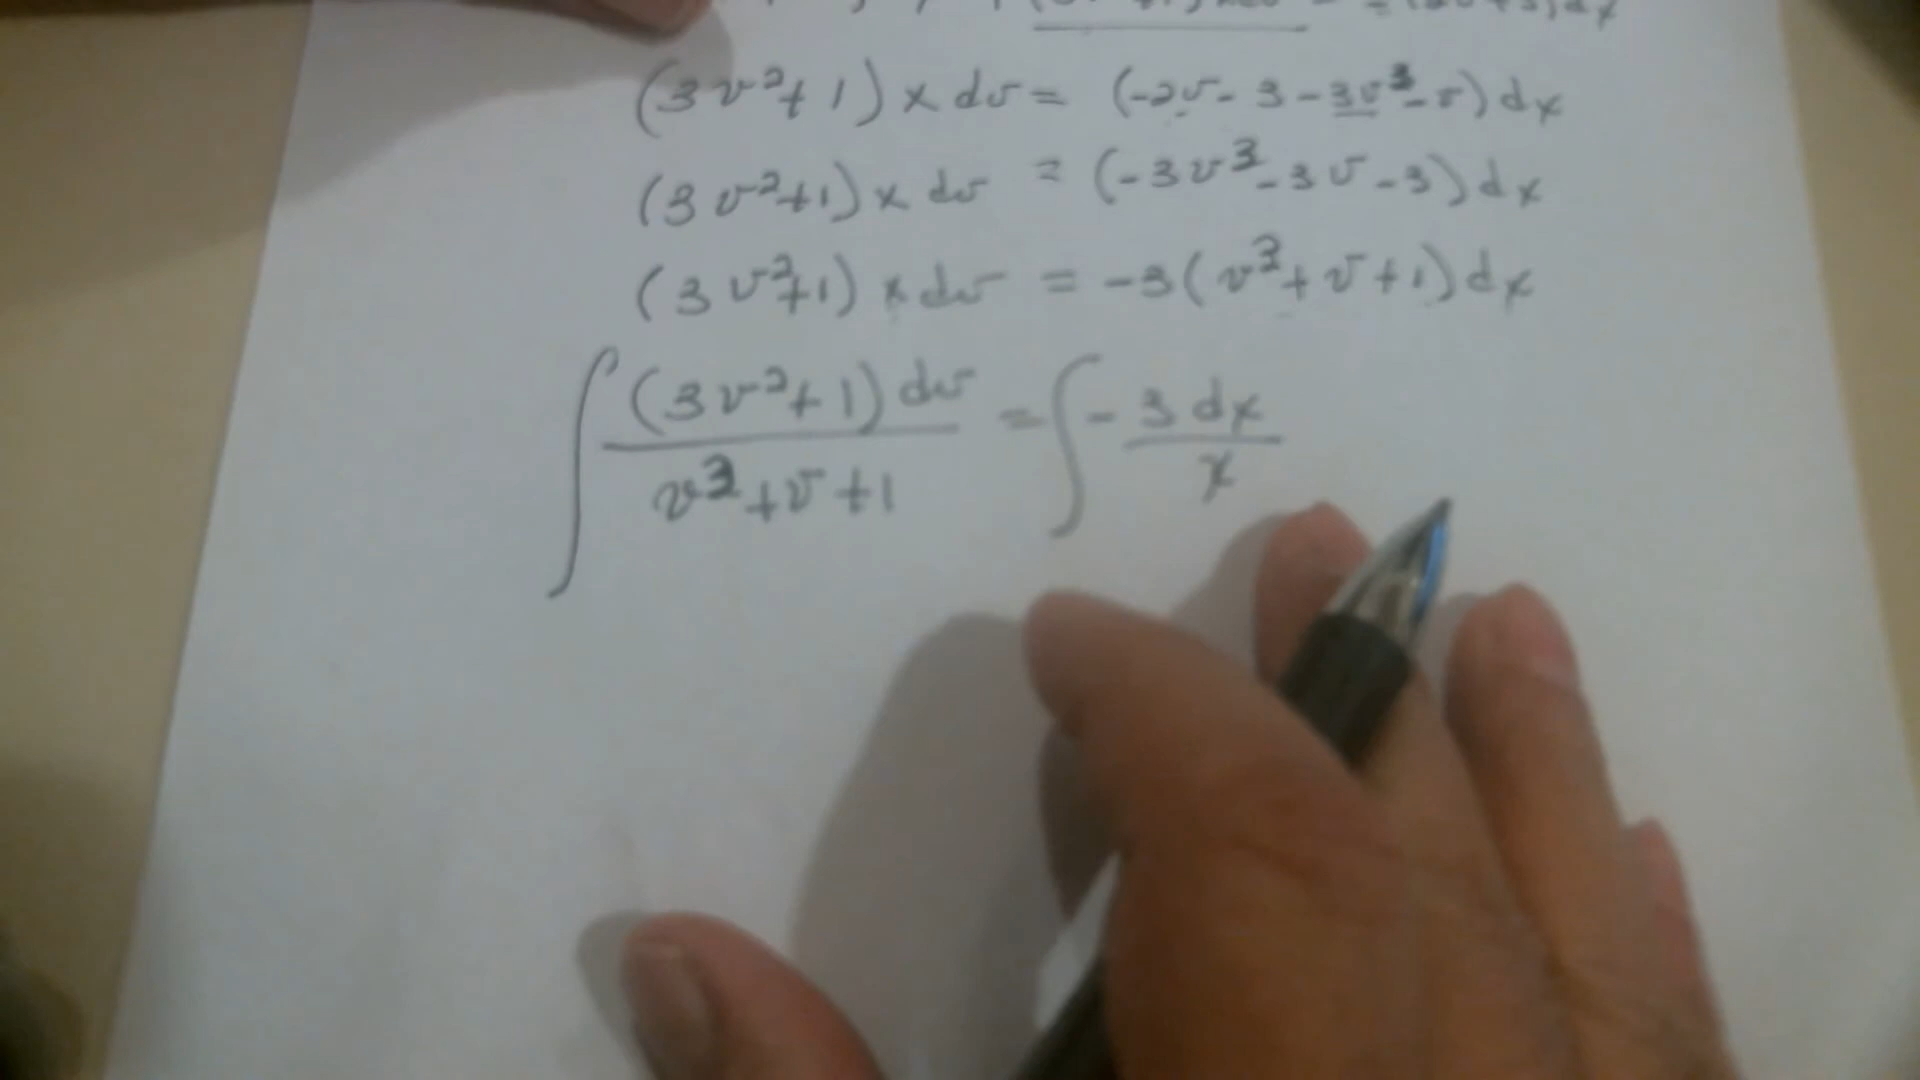 (3v²+1) x dv = (-2v - 3 - 3v³ - v) dx
(3v²+1) x dv = (-3v³ - 3v - 3) dx
(3v²+1) x dv = -3(v³ + v + 1) dx
∫ (3v²+1) dv / v³ + v + 1 = ∫ - 3 dx / x